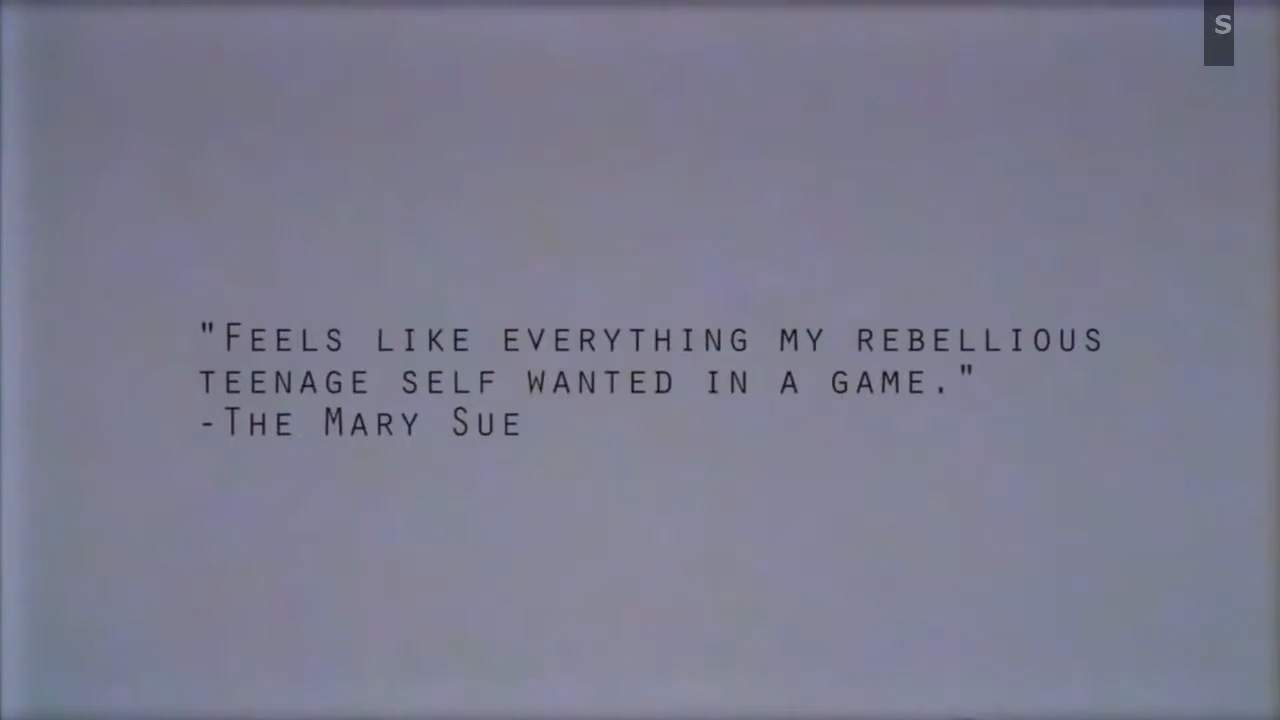 S
"FEELS LIKE EVERYTHING MY REBELLIOUS
TEENAGE SELF WANTED IN A GAME."
-THE MARY SUE